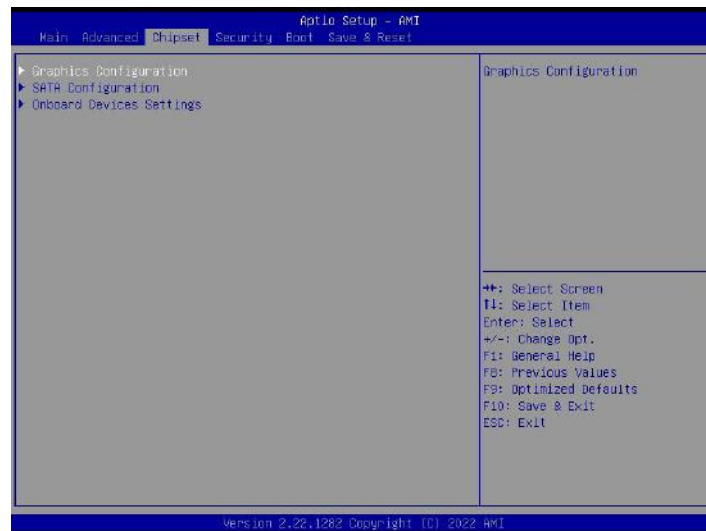 Aptio Setup - AMI
Main Advanced Chipset Security Boot Save & Reset
▶ Graphics Configuration
▶ SATA Configuration
▶ Onboard Devices Settings
Graphics Configuration
→←: Select Screen
↑↓: Select Item
Enter: Select
+/-: Change Opt.
F1: General Help
F8: Previous Values
F9: Optimized Defaults
F10: Save & Exit
ESC: Exit
Version 2.22.1282 Copyright (C) 2022 AMI